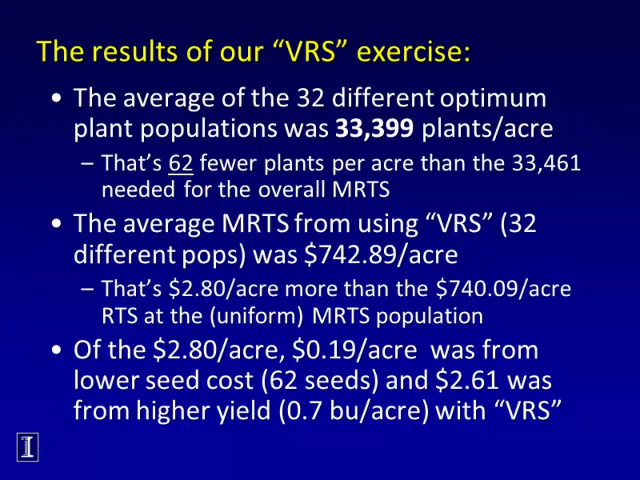 The results of our “VRS” exercise:
• The average of the 32 different optimum
plant populations was 33,399 plants/acre
– That’s 62 fewer plants per acre than the 33,461
needed for the overall MRTS
• The average MRTS from using “VRS” (32
different pops) was $742.89/acre
– That’s $2.80/acre more than the $740.09/acre
RTS at the (uniform) MRTS population
• Of the $2.80/acre, $0.19/acre was from
lower seed cost (62 seeds) and $2.61 was
from higher yield (0.7 bu/acre) with “VRS”
I